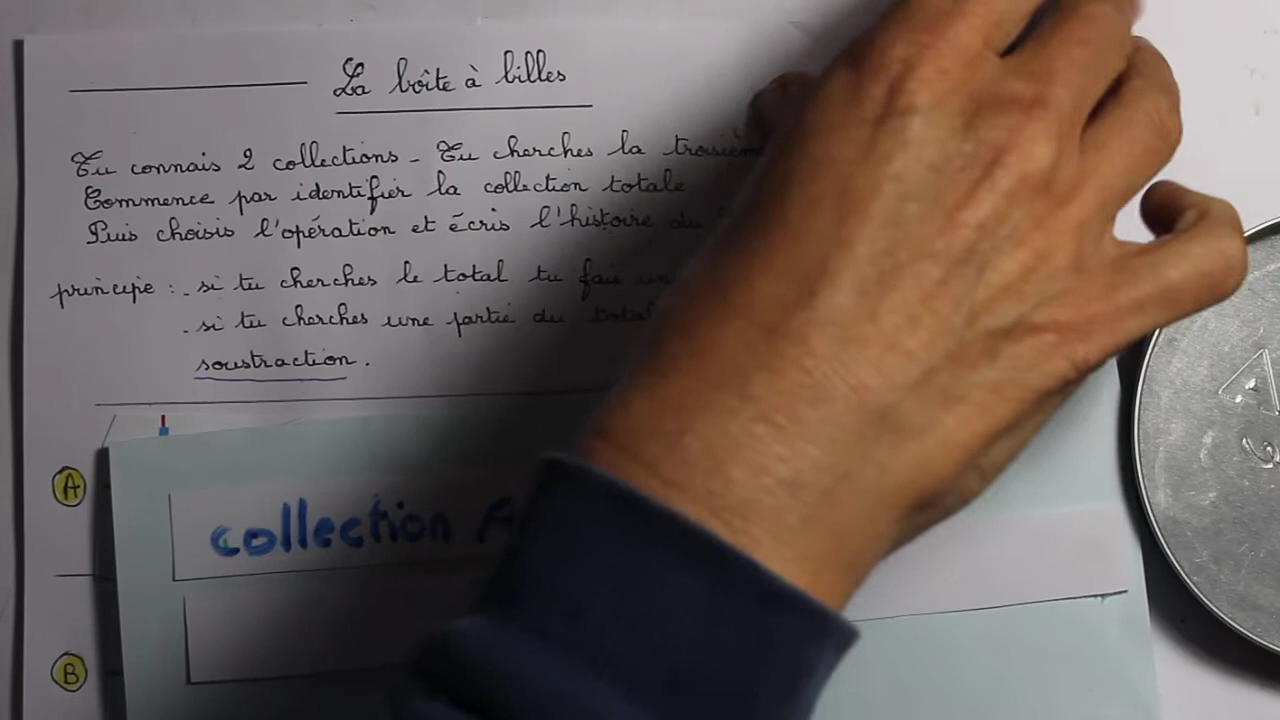 La boîte à billes
Tu connais 2 collections - Tu cherches la troisième
Commence par identifier la collection totale
Puis choisis l'opération et écris l'histoire du
principe : - si tu cherches le total tu fais une
- si tu cherches une partie du total
soustraction.
A
collection A
B